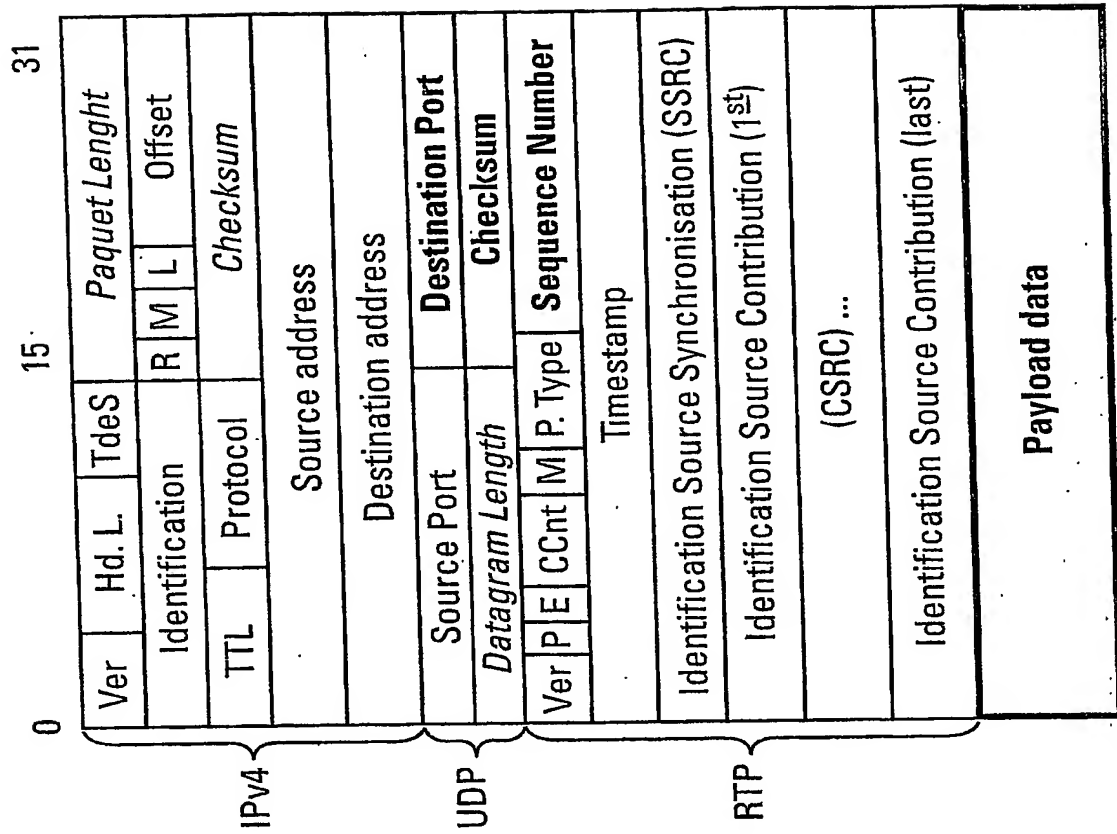 0 15 31
Ver Hd. L. TdeS Paquet Lenght
Identification R M L Offset
TTL Protocol Checksum
Source address
Destination address
Source Port Destination Port
Datagram Length Checksum
Ver P E CCnt M P. Type Sequence Number
Timestamp
Identification Source Synchronisation (SSRC)
Identification Source Contribution (1st)
(CSRC) ...
Identification Source Contribution (last)
Payload data
IPv4
UDP
RTP